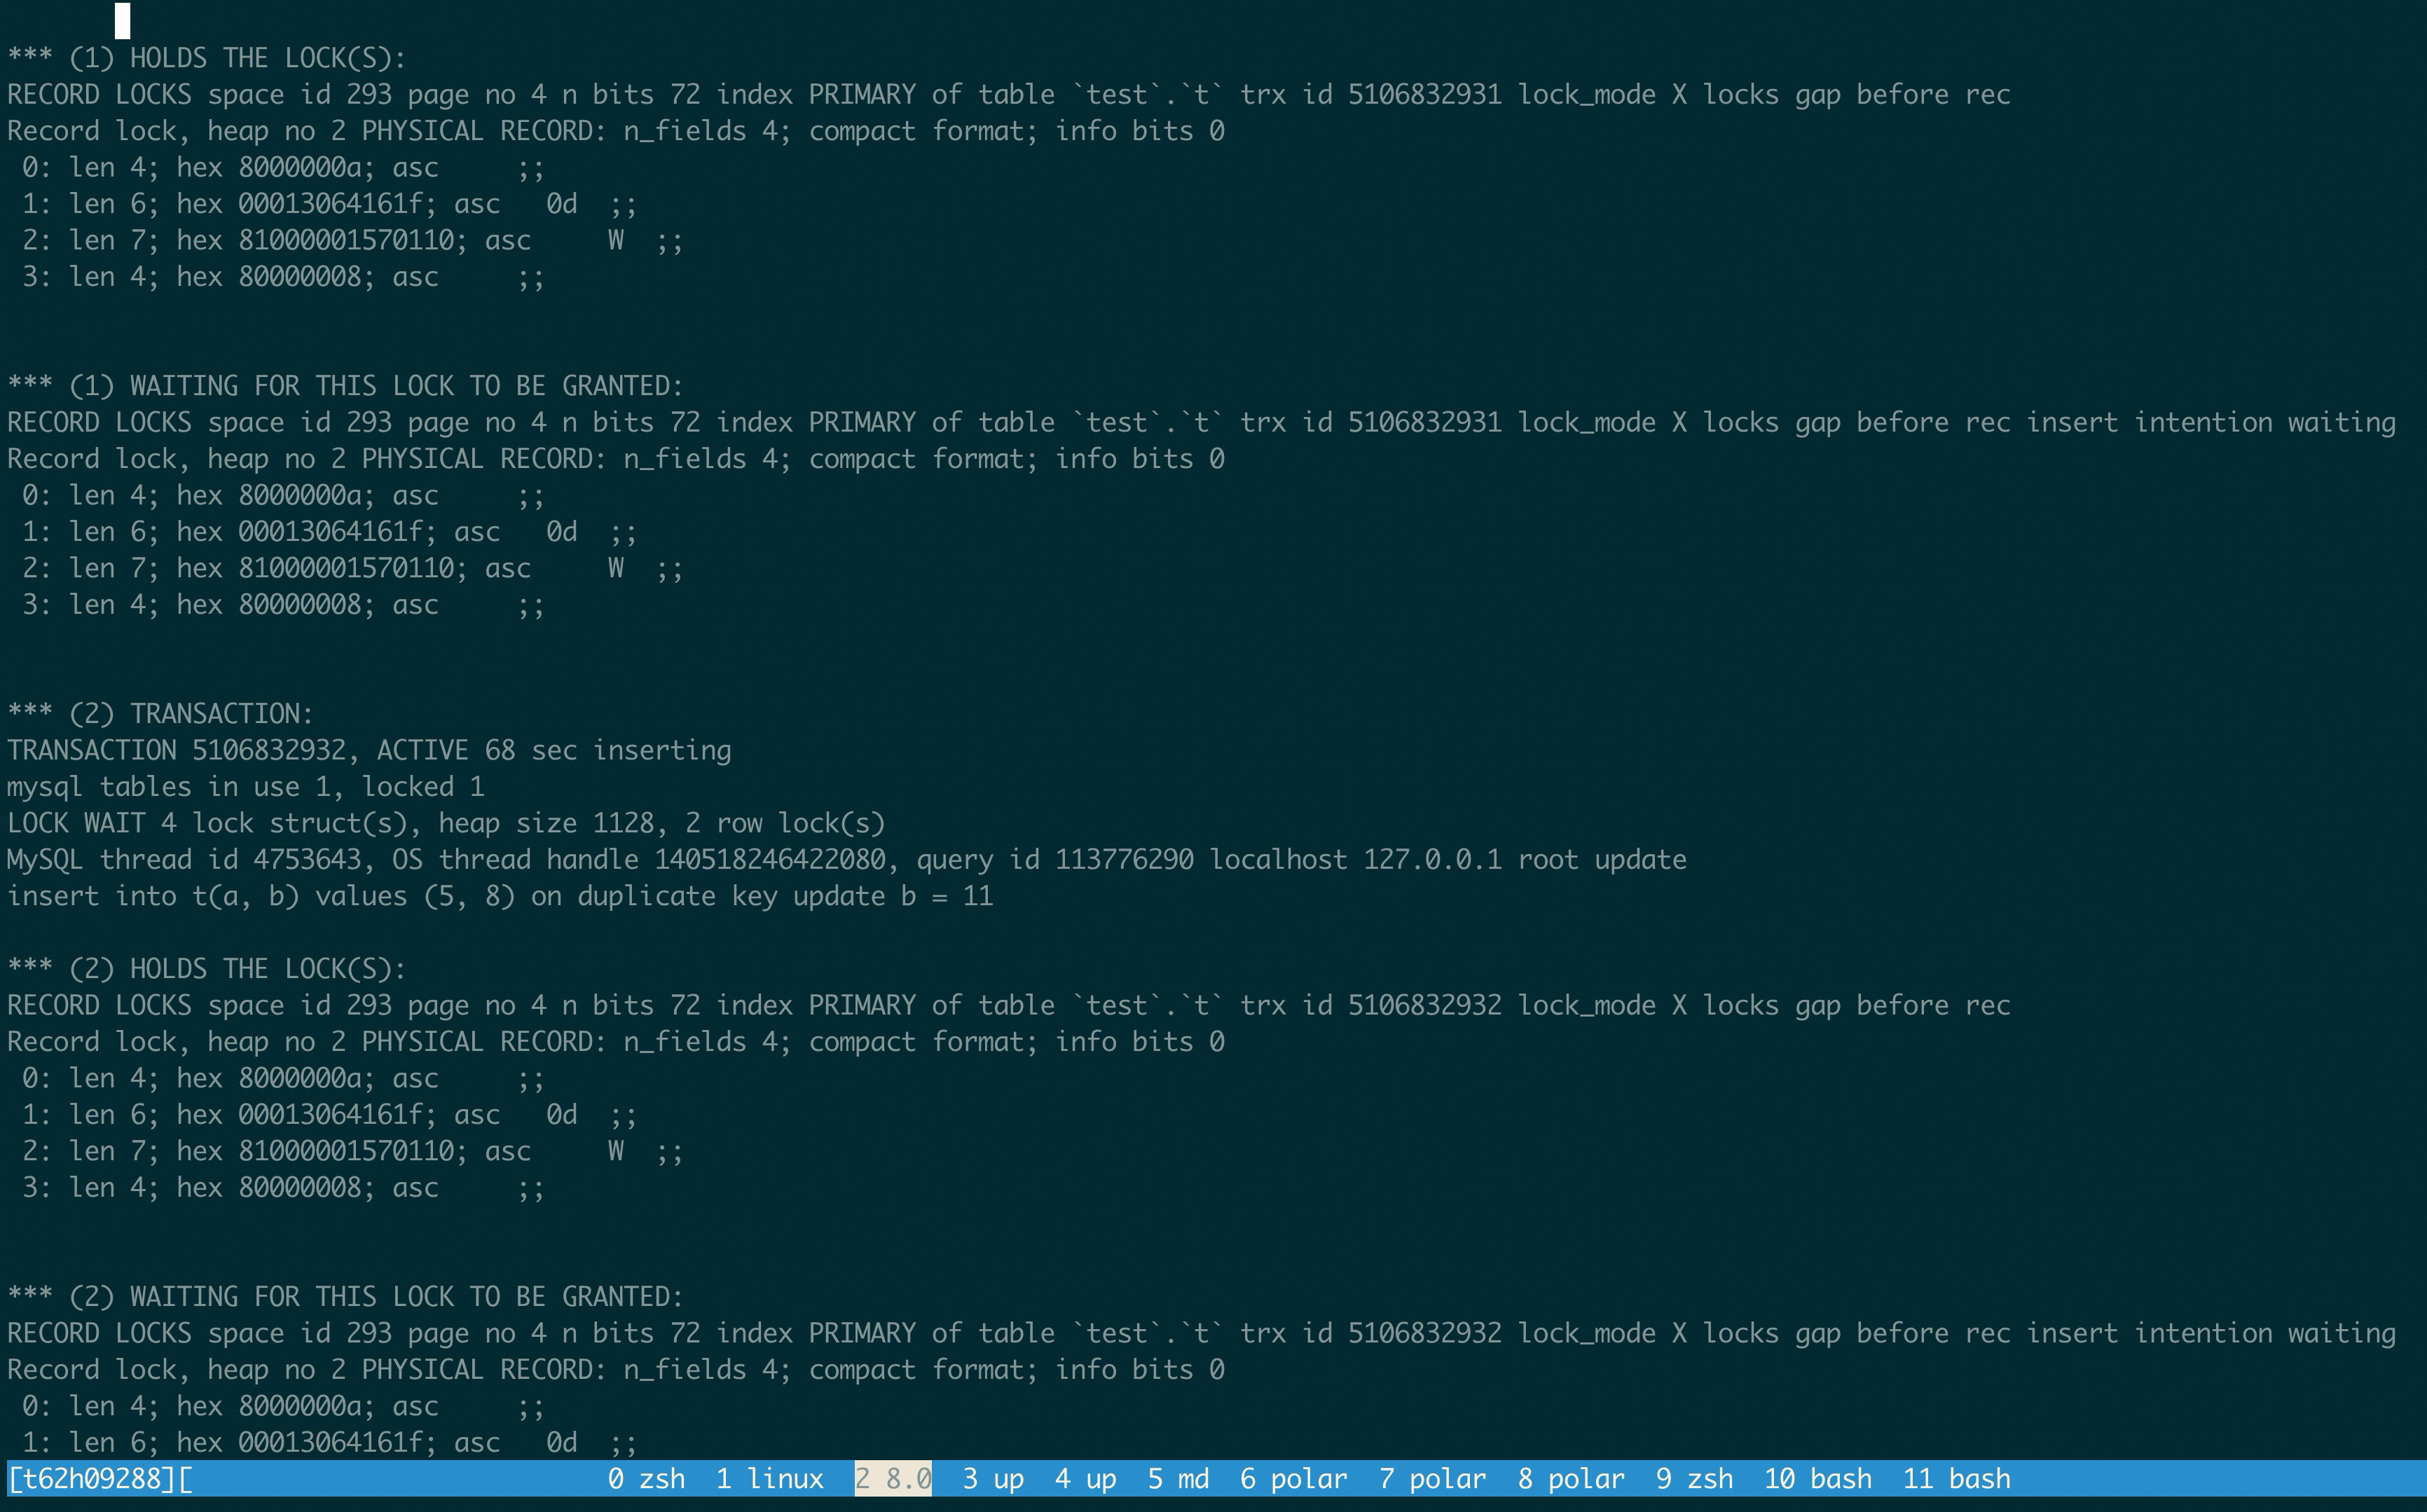 *** (1) HOLDS THE LOCK(S):
RECORD LOCKS space id 293 page no 4 n bits 72 index PRIMARY of table `test`.`t` trx id 5106832931 lock_mode X locks gap before rec
Record lock, heap no 2 PHYSICAL RECORD: n_fields 4; compact format; info bits 0
 0: len 4; hex 8000000a; asc     ;;
 1: len 6; hex 00013064161f; asc   0d  ;;
 2: len 7; hex 81000001570110; asc     W  ;;
 3: len 4; hex 80000008; asc     ;;
*** (1) WAITING FOR THIS LOCK TO BE GRANTED:
RECORD LOCKS space id 293 page no 4 n bits 72 index PRIMARY of table `test`.`t` trx id 5106832931 lock_mode X locks gap before rec insert intention waiting
Record lock, heap no 2 PHYSICAL RECORD: n_fields 4; compact format; info bits 0
 0: len 4; hex 8000000a; asc     ;;
 1: len 6; hex 00013064161f; asc   0d  ;;
 2: len 7; hex 81000001570110; asc     W  ;;
 3: len 4; hex 80000008; asc     ;;
*** (2) TRANSACTION:
TRANSACTION 5106832932, ACTIVE 68 sec inserting
mysql tables in use 1, locked 1
LOCK WAIT 4 lock struct(s), heap size 1128, 2 row lock(s)
MySQL thread id 4753643, OS thread handle 140518246422080, query id 113776290 localhost 127.0.0.1 root update
insert into t(a, b) values (5, 8) on duplicate key update b = 11
*** (2) HOLDS THE LOCK(S):
RECORD LOCKS space id 293 page no 4 n bits 72 index PRIMARY of table `test`.`t` trx id 5106832932 lock_mode X locks gap before rec
Record lock, heap no 2 PHYSICAL RECORD: n_fields 4; compact format; info bits 0
 0: len 4; hex 8000000a; asc     ;;
 1: len 6; hex 00013064161f; asc   0d  ;;
 2: len 7; hex 81000001570110; asc     W  ;;
 3: len 4; hex 80000008; asc     ;;
*** (2) WAITING FOR THIS LOCK TO BE GRANTED:
RECORD LOCKS space id 293 page no 4 n bits 72 index PRIMARY of table `test`.`t` trx id 5106832932 lock_mode X locks gap before rec insert intention waiting
Record lock, heap no 2 PHYSICAL RECORD: n_fields 4; compact format; info bits 0
 0: len 4; hex 8000000a; asc     ;;
 1: len 6; hex 00013064161f; asc   0d  ;;
[t62h09288][ 0 zsh 1 linux 2 8.0 3 up 4 up 5 md 6 polar 7 polar 8 polar 9 zsh 10 bash 11 bash